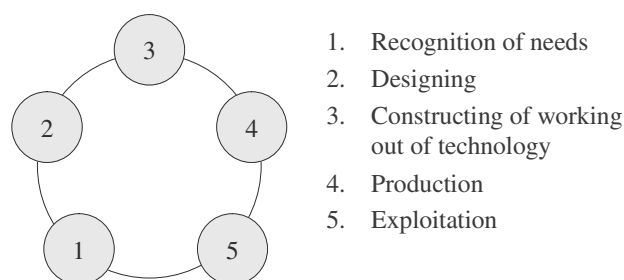 3
2
4
1
5
1. Recognition of needs
2. Designing
3. Constructing of working
out of technology
4. Production
5. Exploitation